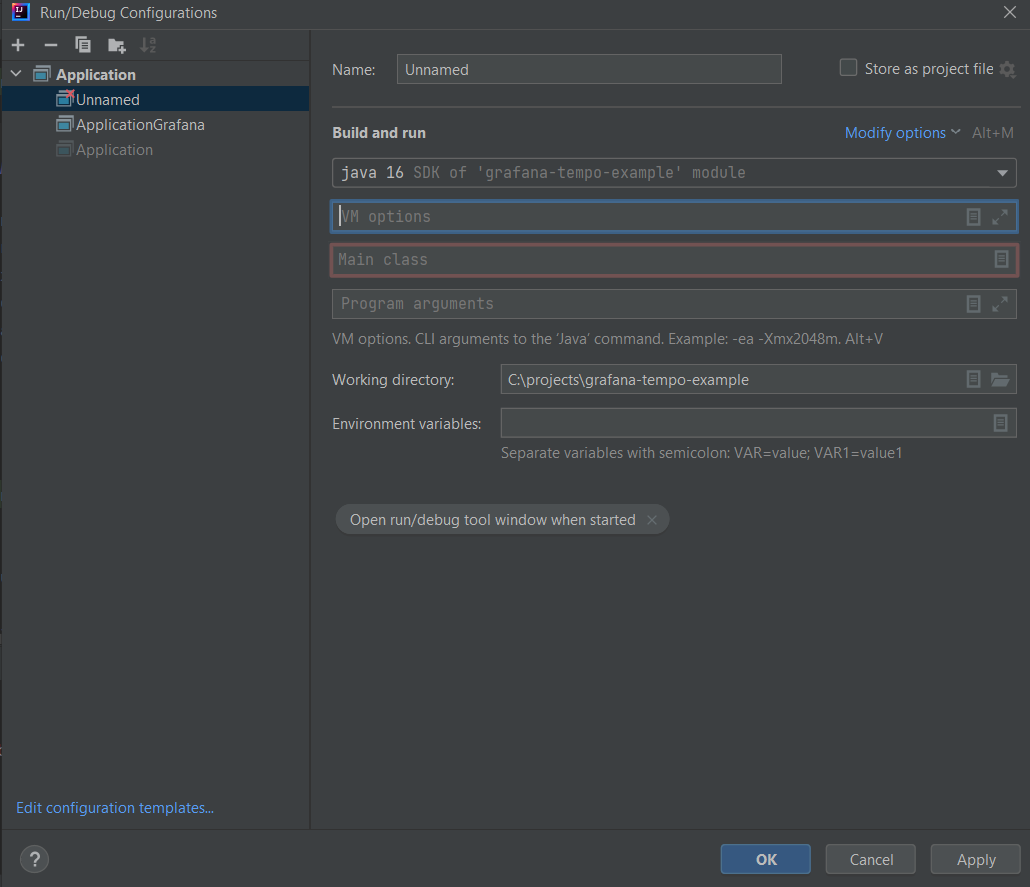 Run/Debug Configurations
Application
Unnamed
ApplicationGrafana
Application
Edit configuration templates...
Name: Unnamed
Store as project file
Build and run
Modify options Alt+M
java 16 SDK of 'grafana-tempo-example' module
VM options
Main class
Program arguments
VM options. CLI arguments to the ‘Java’ command. Example: -ea -Xmx2048m. Alt+V
Working directory: C:\projects\grafana-tempo-example
Environment variables:
Separate variables with semicolon: VAR=value; VAR1=value1
Open run/debug tool window when started
?
OK Cancel Apply